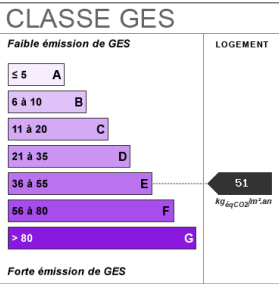 CLASSE GES
Faible émission de GES
LOGEMENT
≤ 5 A
6 à 10 B
11 à 20 C
21 à 35 D
36 à 55 E
51
kgéqCO2/m².an
56 à 80 F
> 80 G
Forte émission de GES